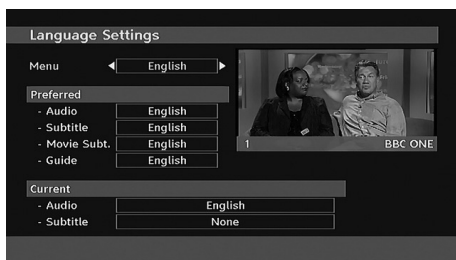 Language Settings
Menu English
Preferred
- Audio English
- Subtitle English
- Movie Subt. English
- Guide English
1 BBC ONE
Current
- Audio English
- Subtitle None